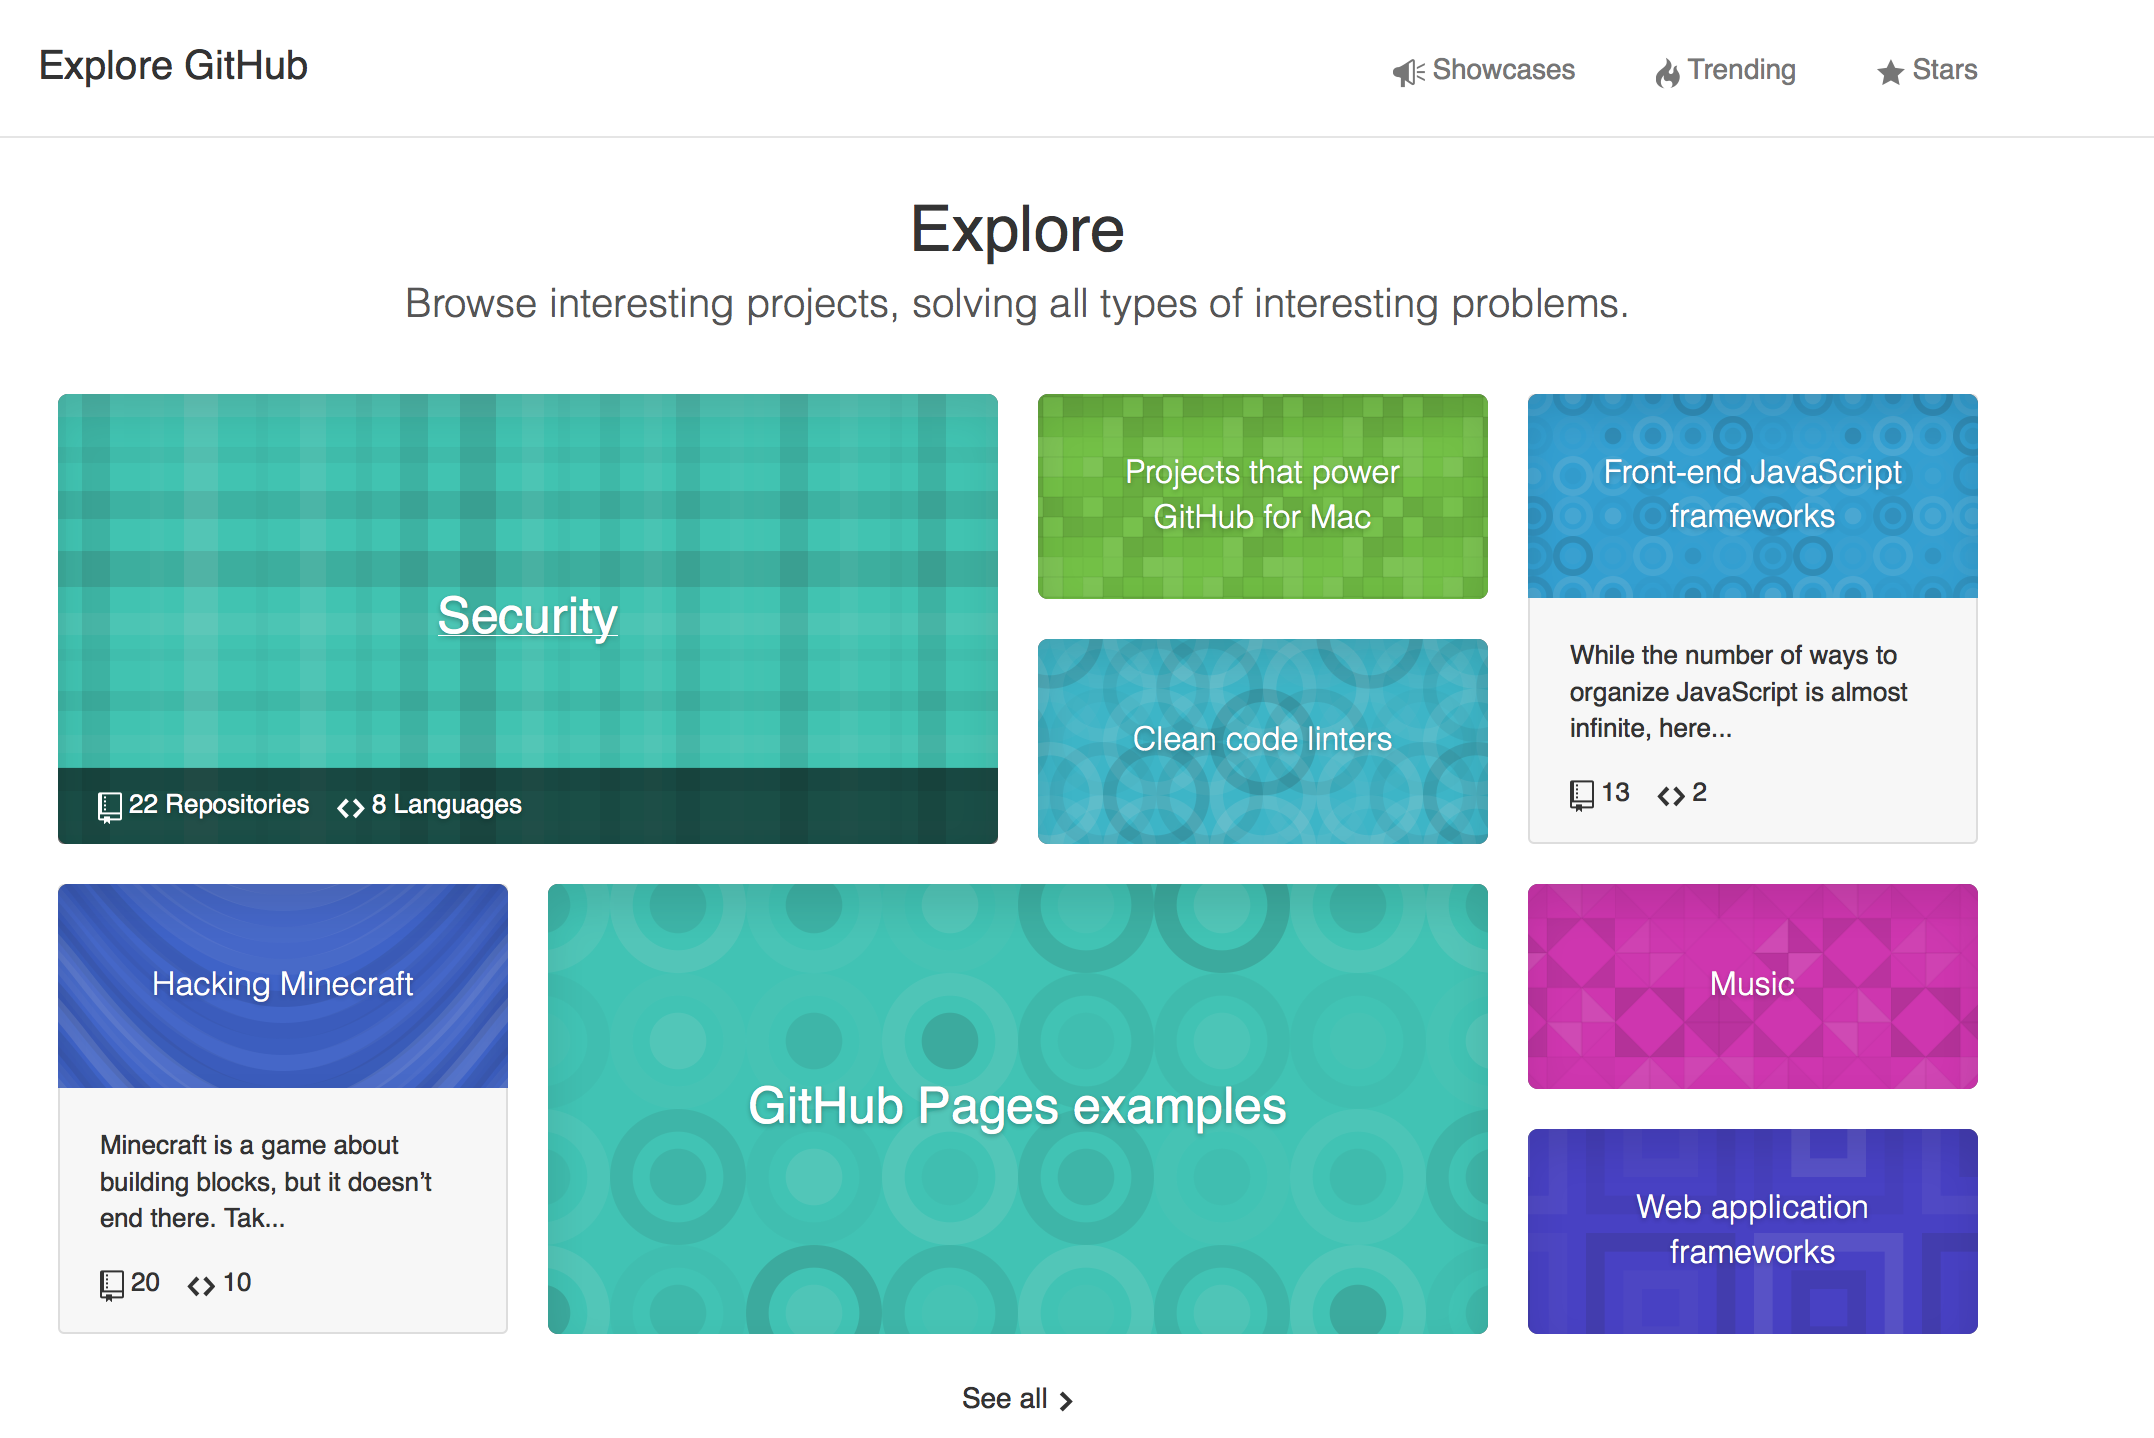 Explore GitHub
Showcases
Trending
Stars
Explore
Browse interesting projects, solving all types of interesting problems.
Security
22 Repositories
8 Languages
Projects that power
GitHub for Mac
Clean code linters
Front-end JavaScript
frameworks
While the number of ways to
organize JavaScript is almost
infinite, here...
13
2
Hacking Minecraft
Minecraft is a game about
building blocks, but it doesn’t
end there. Tak...
20
10
GitHub Pages examples
Music
Web application
frameworks
See all